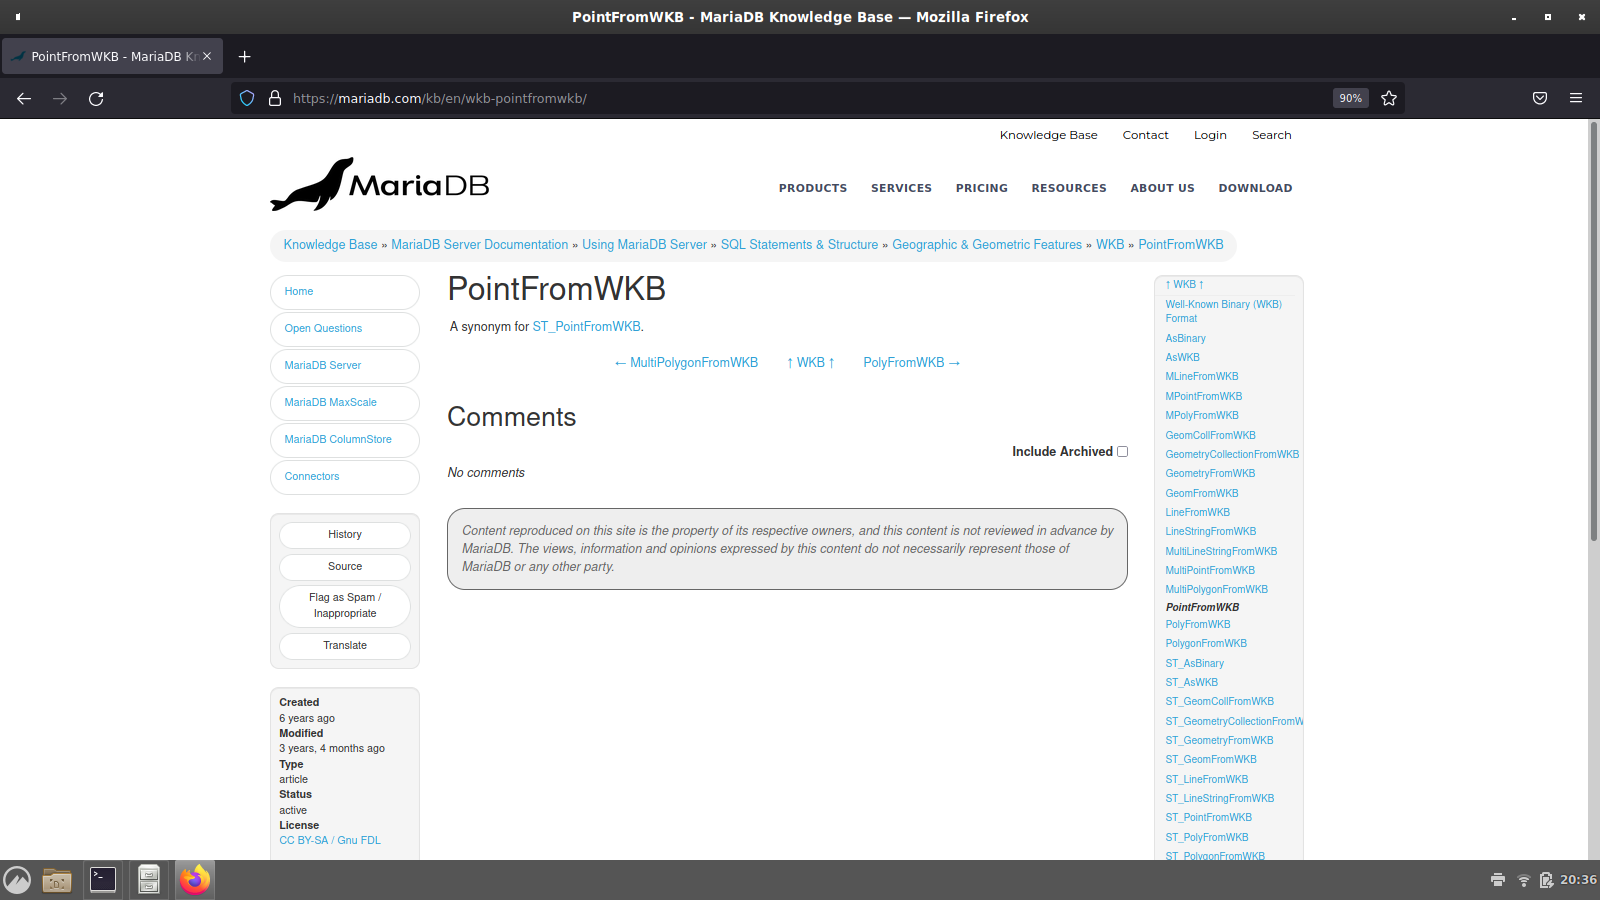 PointFromWKB - MariaDB Knowledge Base — Mozilla Firefox
PointFromWKB - MariaDB Kn
https://mariadb.com/kb/en/wkb-pointfromwkb/
90%
Knowledge Base Contact Login Search
MariaDB
PRODUCTS SERVICES PRICING RESOURCES ABOUT US DOWNLOAD
Knowledge Base » MariaDB Server Documentation » Using MariaDB Server » SQL Statements & Structure » Geographic & Geometric Features » WKB » PointFromWKB
Home
Open Questions
MariaDB Server
MariaDB MaxScale
MariaDB ColumnStore
Connectors
History
Source
Flag as Spam /
Inappropriate
Translate
Created
6 years ago
Modified
3 years, 4 months ago
Type
article
Status
active
License
CC BY-SA / Gnu FDL
PointFromWKB
A synonym for ST_PointFromWKB.
← MultiPolygonFromWKB ↑ WKB ↑ PolyFromWKB →
Comments
Include Archived
No comments
Content reproduced on this site is the property of its respective owners, and this content is not reviewed in advance by
MariaDB. The views, information and opinions expressed by this content do not necessarily represent those of
MariaDB or any other party.
↑ WKB ↑
Well-Known Binary (WKB)
Format
AsBinary
AsWKB
MLineFromWKB
MPointFromWKB
MPolyFromWKB
GeomCollFromWKB
GeometryCollectionFromWKB
GeometryFromWKB
GeomFromWKB
LineFromWKB
LineStringFromWKB
MultiLineStringFromWKB
MultiPointFromWKB
MultiPolygonFromWKB
PointFromWKB
PolyFromWKB
PolygonFromWKB
ST_AsBinary
ST_AsWKB
ST_GeomCollFromWKB
ST_GeometryCollectionFromW
ST_GeometryFromWKB
ST_GeomFromWKB
ST_LineFromWKB
ST_LineStringFromWKB
ST_PointFromWKB
ST_PolyFromWKB
ST_PolygonFromWKB
20:36